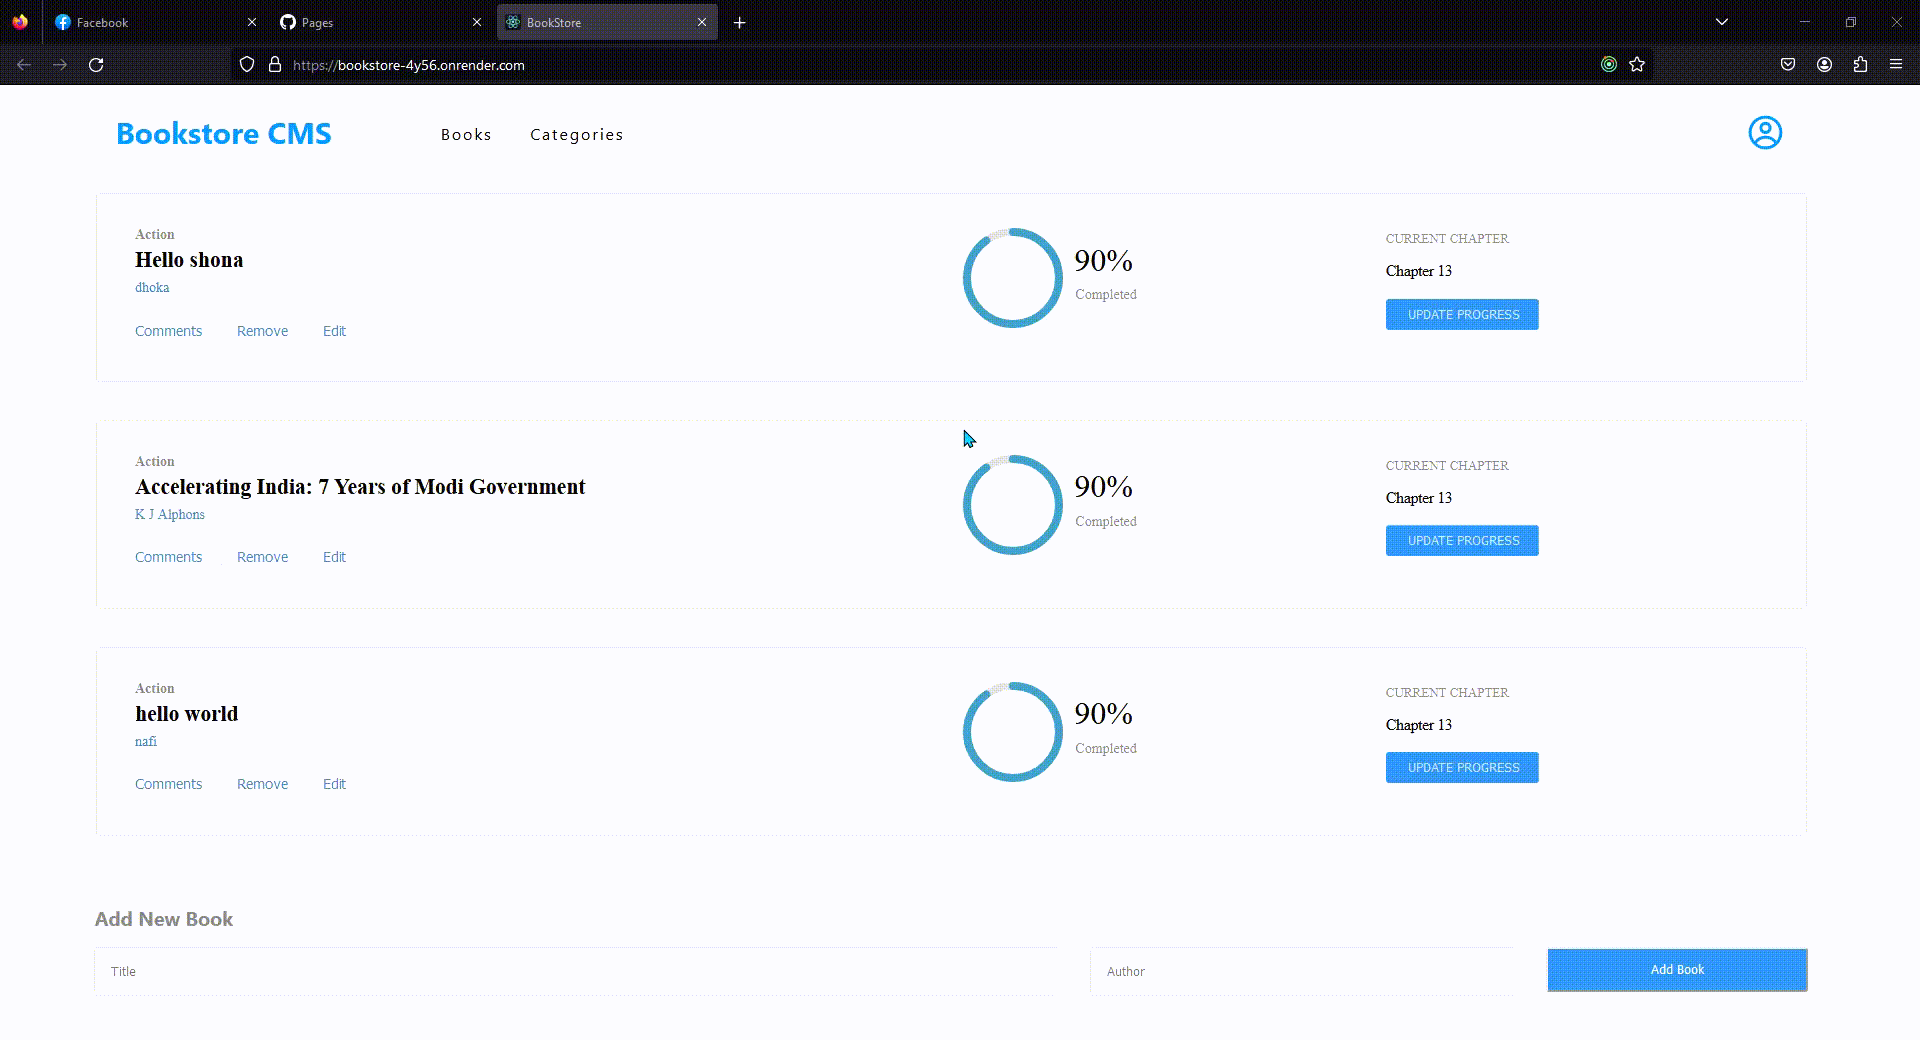 Facebook
Pages
BookStore
https://bookstore-4y56.onrender.com
Bookstore CMS
Books
Categories
Action
Hello shona
dhoka
Comments
Remove
Edit
90%
Completed
CURRENT CHAPTER
Chapter 13
UPDATE PROGRESS
Action
Accelerating India: 7 Years of Modi Government
K J Alphons
Comments
Remove
Edit
90%
Completed
CURRENT CHAPTER
Chapter 13
UPDATE PROGRESS
Action
hello world
nafi
Comments
Remove
Edit
90%
Completed
CURRENT CHAPTER
Chapter 13
UPDATE PROGRESS
Add New Book
Title
Author
Add Book